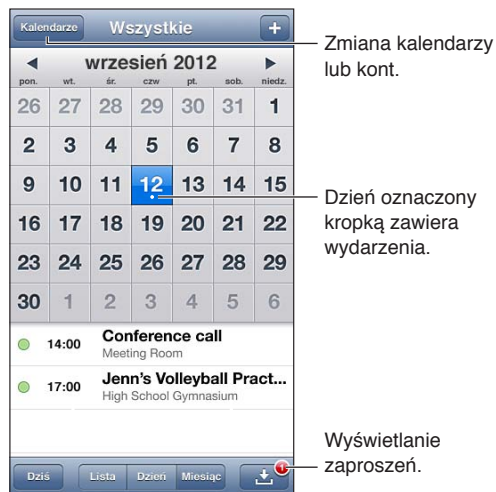 Kalendarze Wszystkie +
wrzesień 2012
pon. wt. śr. czw pt. sob. niedz.
26 27 28 29 30 31 1
2 3 4 5 6 7 8
9 10 11 12 13 14 15
16 17 18 19 20 21 22
23 24 25 26 27 28 29
30 1 2 3 4 5 6
14:00 Conference call
Meeting Room
17:00 Jenn's Volleyball Pract...
High School Gymnasium
Dziś Lista Dzień Miesiąc 1
Zmiana kalendarzy
lub kont.
Dzień oznaczony
kropką zawiera
wydarzenia.
Wyświetlanie
zaproszeń.